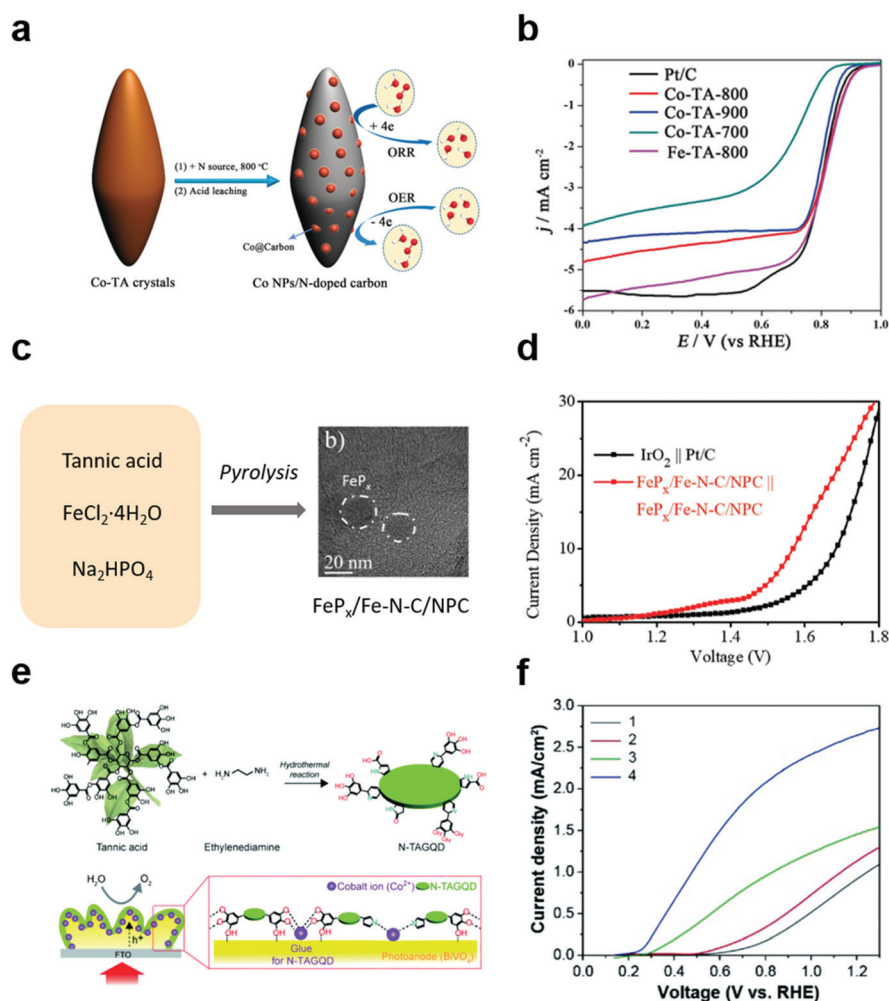 a
(1) + N source, 800 °C
(2) Acid leaching
+ 4e
ORR
OER
- 4e
Co@Carbon
Co-TA crystals
Co NPs/N-doped carbon
b
Pt/C
Co-TA-800
Co-TA-900
Co-TA-700
Fe-TA-800
j / mA cm-2
0
-1
-2
-3
-4
-5
-6
0.0 0.2 0.4 0.6 0.8 1.0
E / V (vs RHE)
c
Tannic acid
FeCl2·4H2O
Na2HPO4
Pyrolysis
b)
FePx
20 nm
FePx/Fe-N-C/NPC
d
IrO2 || Pt/C
FePx/Fe-N-C/NPC ||
FePx/Fe-N-C/NPC
Current Density (mA cm-2)
30
20
10
0
1.0 1.2 1.4 1.6 1.8
Voltage (V)
e
Tannic acid
+
H2N NH2
Ethylenediamine
Hydrothermal
reaction
N-TAGQD
H2O
O2
h+
FTO
Cobalt ion (Co2+) N-TAGQD
Glue
for N-TAGQD
Photoanode (BiVO4)
f
1
2
3
4
Current density (mA/cm²)
3.0
2.5
2.0
1.5
1.0
0.5
0.0
0.0 0.3 0.6 0.9 1.2
Voltage (V vs. RHE)